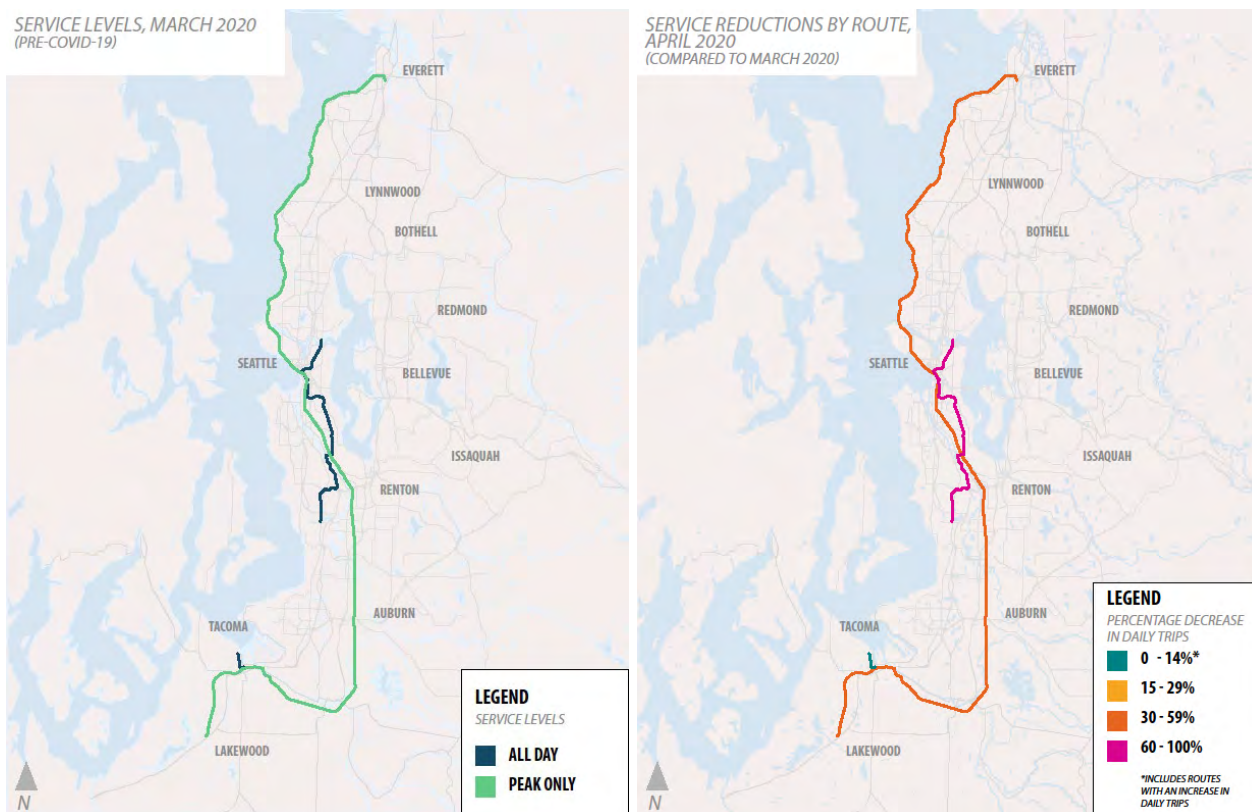 SERVICE LEVELS, MARCH 2020
(PRE-COVID-19)
EVERETT
LYNNWOOD
BOTHELL
REDMOND
SEATTLE
BELLEVUE
ISSAQUAH
RENTON
AUBURN
TACOMA
LAKEWOOD
N
LEGEND
SERVICE LEVELS
ALL DAY
PEAK ONLY
SERVICE REDUCTIONS BY ROUTE,
APRIL 2020
(COMPARED TO MARCH 2020)
EVERETT
LYNNWOOD
BOTHELL
REDMOND
SEATTLE
BELLEVUE
ISSAQUAH
RENTON
AUBURN
TACOMA
LAKEWOOD
N
LEGEND
PERCENTAGE DECREASE
IN DAILY TRIPS
0 - 14%*
15 - 29%
30 - 59%
60 - 100%
*INCLUDES ROUTES
WITH AN INCREASE IN
DAILY TRIPS